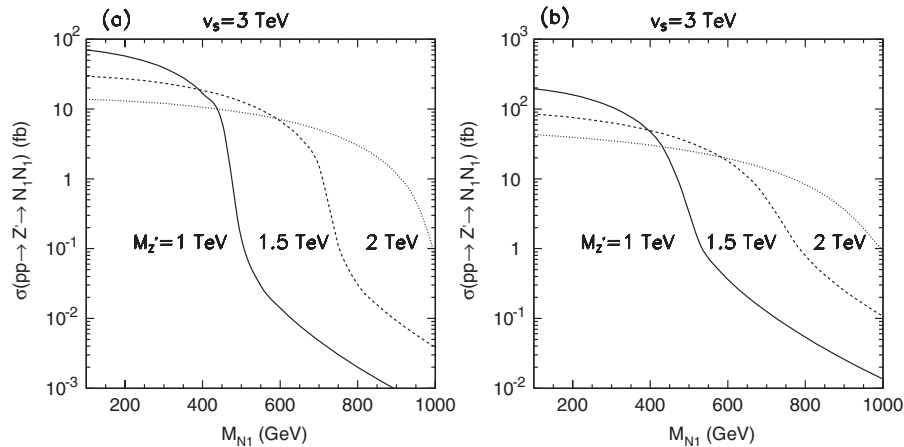 (a) v_s=3 TeV
σ(pp→ Z'→ N₁N₁) (fb)
10²
10
1
10⁻¹
10⁻²
10⁻³
M_Z'=1 TeV 1.5 TeV 2 TeV
200 400 600 800 1000
M_N1 (GeV)
(b) v_s=3 TeV
σ(pp→ Z'→ N₁N₁) (fb)
10³
10²
10
1
10⁻¹
10⁻²
M_Z'=1 TeV 1.5 TeV 2 TeV
200 400 600 800 1000
M_N1 (GeV)